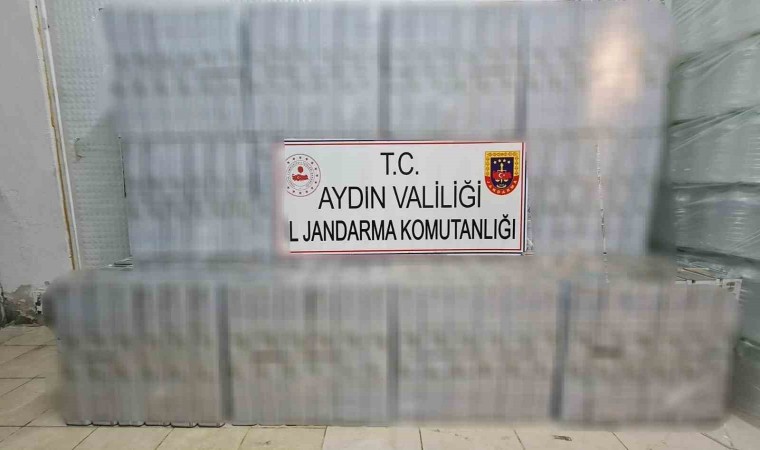 T.C.
AYDIN VALİLİĞİ
L JANDARMA KOMUTANLIĞI